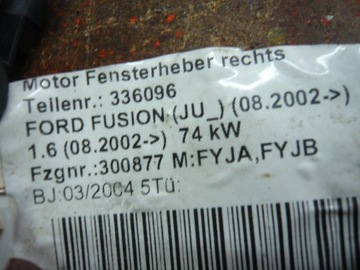 Motor Fensterheber rechts
Teilenr.: 336096
FORD FUSION (JU_) (08.2002->)
1.6 (08.2002->) 74 kW
Fzgnr.:300877 M:FYJA,FYJB
BJ:03/2004 5Tü: